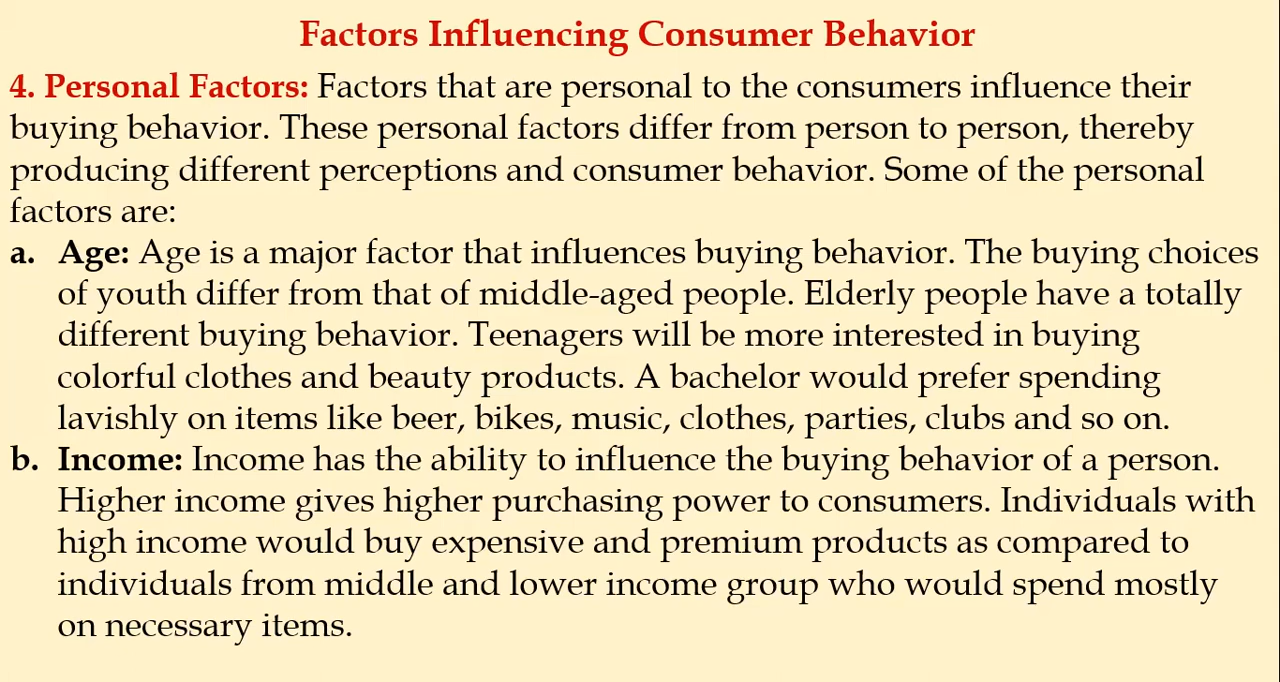 Factors Influencing Consumer Behavior
4. Personal Factors: Factors that are personal to the consumers influence their
buying behavior. These personal factors differ from person to person, thereby
producing different perceptions and consumer behavior. Some of the personal
factors are:
a. Age: Age is a major factor that influences buying behavior. The buying choices
of youth differ from that of middle-aged people. Elderly people have a totally
different buying behavior. Teenagers will be more interested in buying
colorful clothes and beauty products. A bachelor would prefer spending
lavishly on items like beer, bikes, music, clothes, parties, clubs and so on.
b. Income: Income has the ability to influence the buying behavior of a person.
Higher income gives higher purchasing power to consumers. Individuals with
high income would buy expensive and premium products as compared to
individuals from middle and lower income group who would spend mostly
on necessary items.